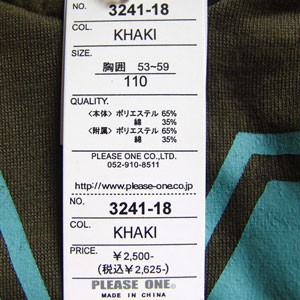 NO. 3241-18
COL. KHAKI
SIZE.
胸囲 53~59
110
QUALITY.
<本体> ポリエステル 65%
綿 35%
<附属> ポリエステル 65%
綿 35%
PLEASE ONE CO.,LTD.
052-910-8511
http://www.please-one.co.jp
NO. 3241-18
COL. KHAKI
PRICE.
¥2,500-
(税込¥2,625-)
PLEASE ONE®
MADE IN CHINA